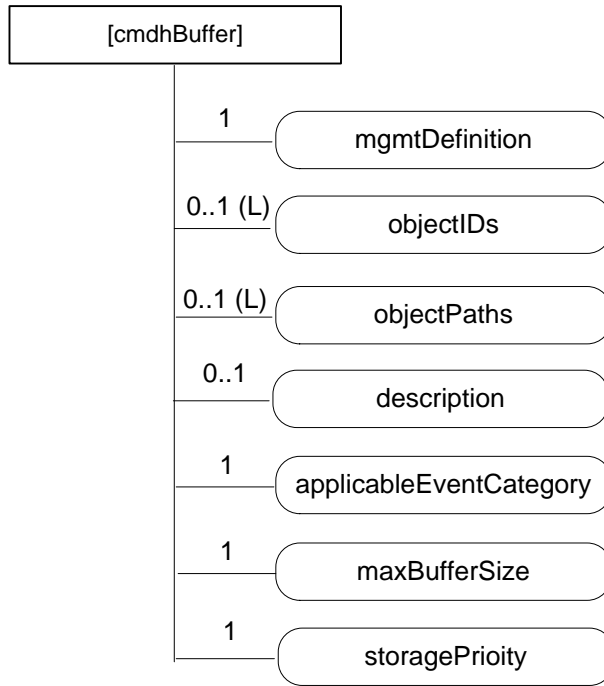 [cmdhBuffer]
1
mgmtDefinition
0..1 (L)
objectIDs
0..1 (L)
objectPaths
0..1
description
1
applicableEventCategory
1
maxBufferSize
1
storagePrioity